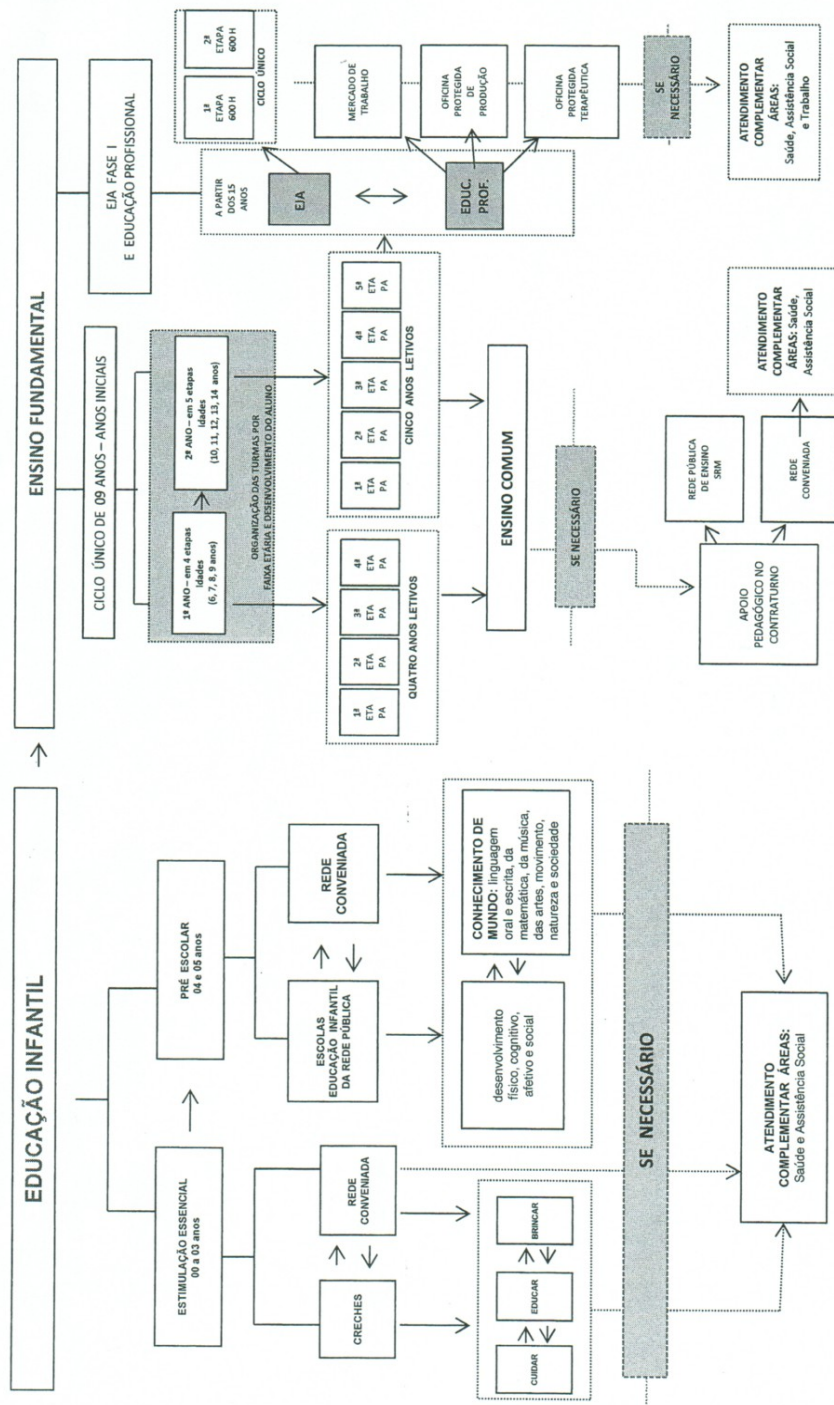 EDUCAÇÃO INFANTIL
ESTIMULAÇÃO ESSENCIAL
00 a 03 anos
PRÉ ESCOLAR
04 e 05 anos
CRECHES
REDE
CONVENIADA
ESCOLAS
EDUCAÇÃO INFANTIL
DA REDE PÚBLICA
REDE
CONVENIADA
CUIDAR
EDUCAR
BRINCAR
desenvolvimento
físico, cognitivo,
afetivo e social
CONHECIMENTO DE
MUNDO: linguagem
oral e escrita, da
matemática, da música,
das artes, movimento,
natureza e sociedade
SE NECESSÁRIO
ATENDIMENTO
COMPLEMENTAR ÁREAS:
Saúde e Assistência Social
ENSINO FUNDAMENTAL
CICLO ÚNICO DE 09 ANOS – ANOS INICIAIS
1º ANO – em 4 etapas
Idades
(6, 7, 8, 9 anos)
2º ANO – em 5 etapas
Idades
(10, 11, 12, 13, 14 anos)
ORGANIZAÇÃO DAS TURMAS POR
FAIXA ETÁRIA E DESENVOLVIMENTO DO ALUNO
1ª
ETA
PA
2ª
ETA
PA
3ª
ETA
PA
4ª
ETA
PA
QUATRO ANOS LETIVOS
1ª
ETA
PA
2ª
ETA
PA
3ª
ETA
PA
4ª
ETA
PA
5ª
ETA
PA
CINCO ANOS LETIVOS
ENSINO COMUM
SE NECESSÁRIO
APOIO
PEDAGÓGICO NO
CONTRATURNO
REDE PÚBLICA
DE ENSINO
SRM
REDE
CONVENIADA
ATENDIMENTO
COMPLEMENTAR
ÁREAS: Saúde,
Assistência Social
EJA FASE I
E EDUCAÇÃO PROFISSIONAL
A PARTIR
DOS 15
ANOS
EJA
EDUC.
PROF.
1ª
ETAPA
600 H
2ª
ETAPA
600 H
CICLO ÚNICO
MERCADO DE
TRABALHO
OFICINA
PROTEGIDA
DE
PRODUÇÃO
OFICINA
PROTEGIDA
TERAPÊUTICA
SE
NECESSÁRIO
ATENDIMENTO
COMPLEMENTAR
ÁREAS:
Saúde, Assistência Social
e Trabalho